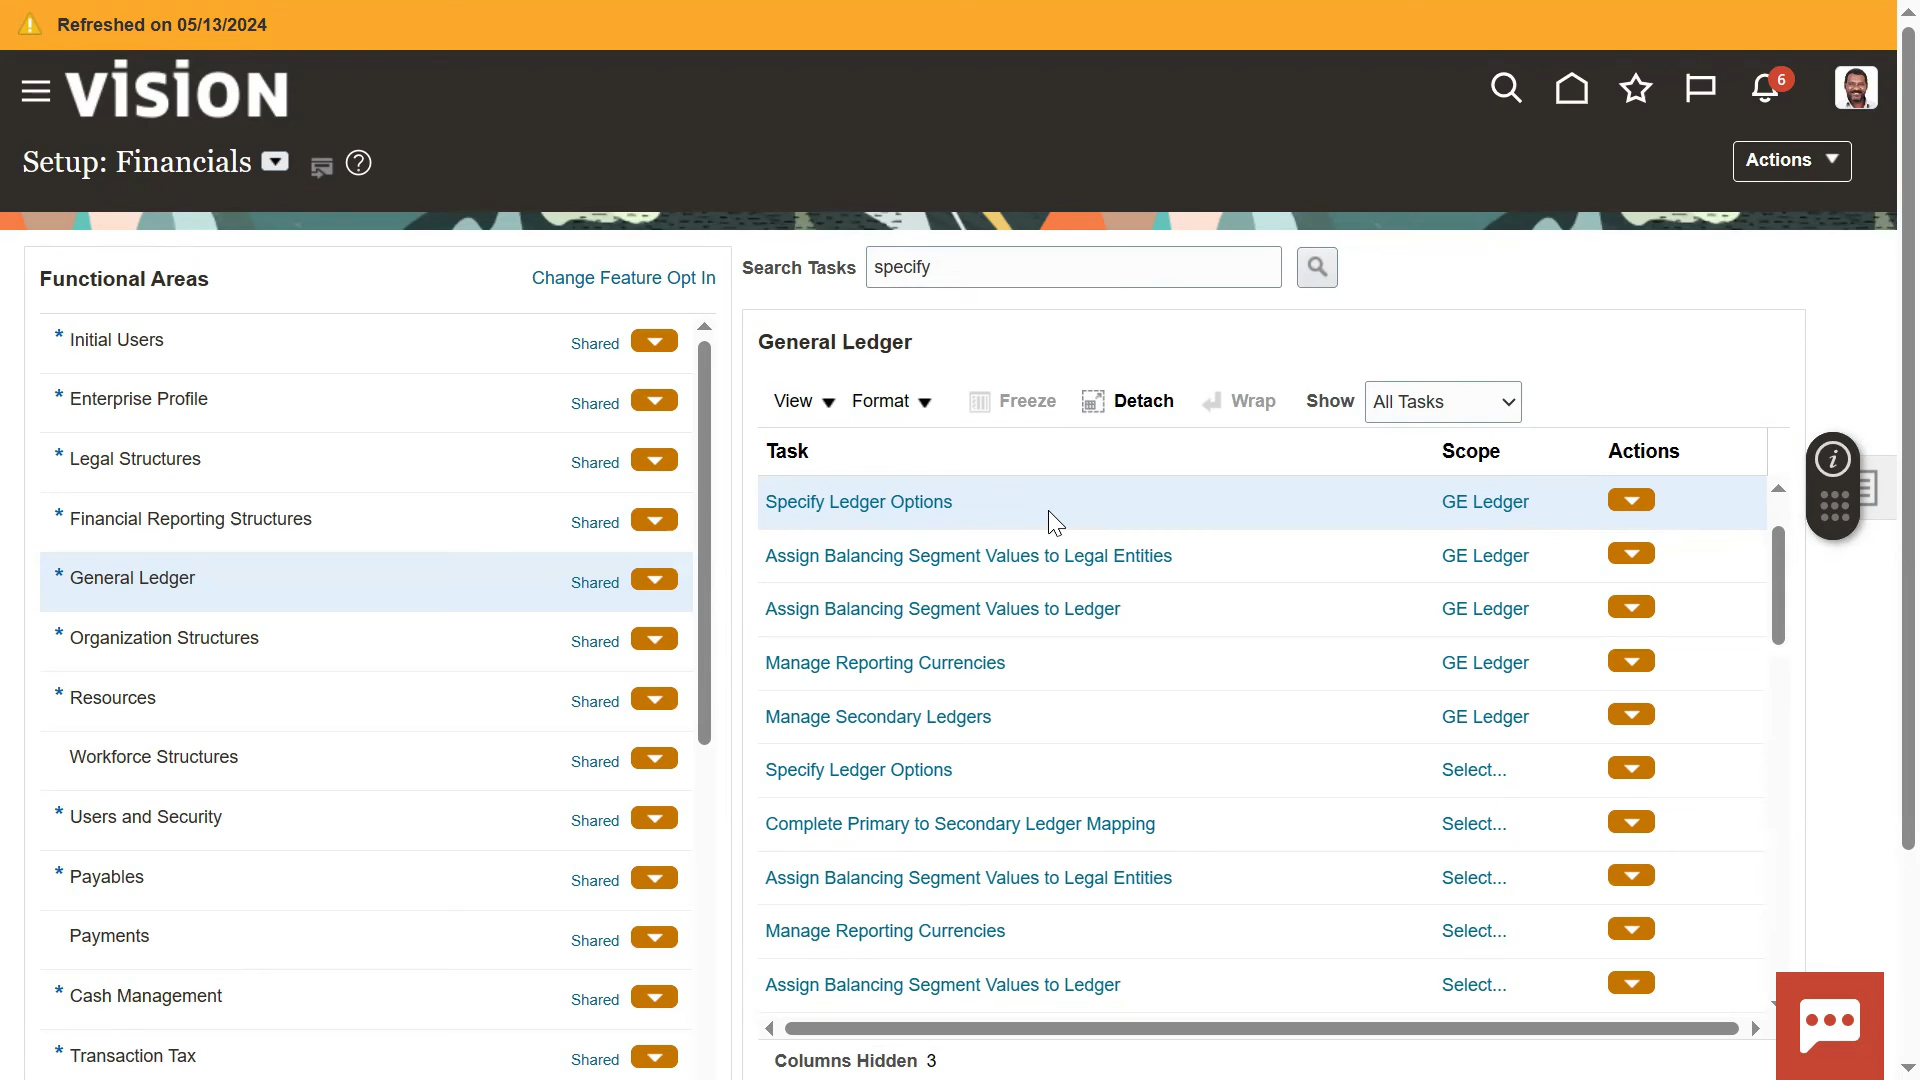 Refreshed on 05/13/2024
VISION
6
Setup: Financials
Actions
Functional Areas
Change Feature Opt In
* Initial Users Shared
* Enterprise Profile Shared
* Legal Structures Shared
* Financial Reporting Structures Shared
* General Ledger Shared
* Organization Structures Shared
* Resources Shared
Workforce Structures Shared
* Users and Security Shared
* Payables Shared
Payments Shared
* Cash Management Shared
* Transaction Tax Shared
Search Tasks specify
General Ledger
View Format Freeze Detach Wrap Show All Tasks
Task Scope Actions
Specify Ledger Options GE Ledger
Assign Balancing Segment Values to Legal Entities GE Ledger
Assign Balancing Segment Values to Ledger GE Ledger
Manage Reporting Currencies GE Ledger
Manage Secondary Ledgers GE Ledger
Specify Ledger Options Select...
Complete Primary to Secondary Ledger Mapping Select...
Assign Balancing Segment Values to Legal Entities Select...
Manage Reporting Currencies Select...
Assign Balancing Segment Values to Ledger Select...
Columns Hidden 3